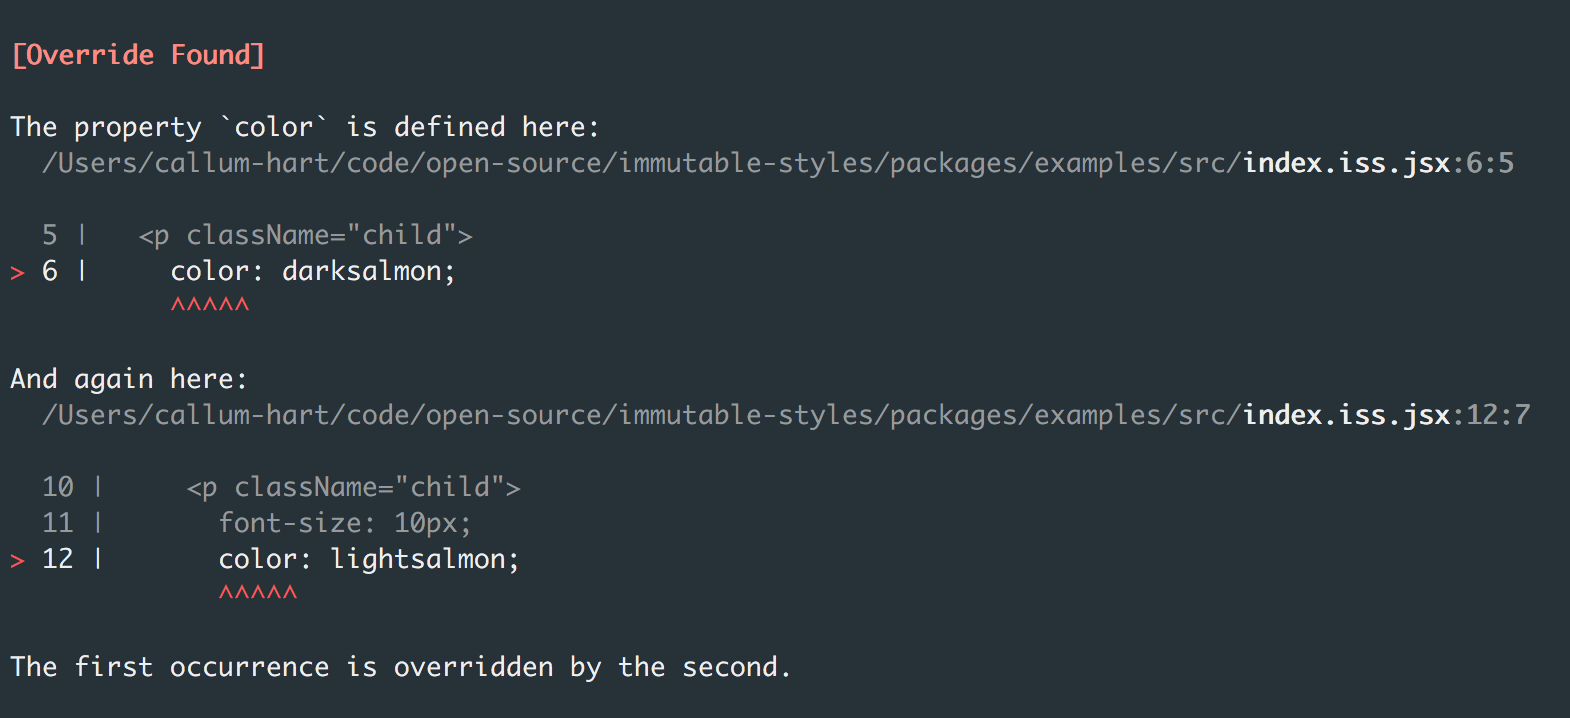 [Override Found]
The property `color` is defined here:
/Users/callum-hart/code/open-source/immutable-styles/packages/examples/src/index.iss.jsx:6:5
5 |   <p className="child">
> 6 |     color: darksalmon;
^^^^^
And again here:
/Users/callum-hart/code/open-source/immutable-styles/packages/examples/src/index.iss.jsx:12:7
10 |     <p className="child">
11 |       font-size: 10px;
> 12 |       color: lightsalmon;
^^^^^
The first occurrence is overridden by the second.